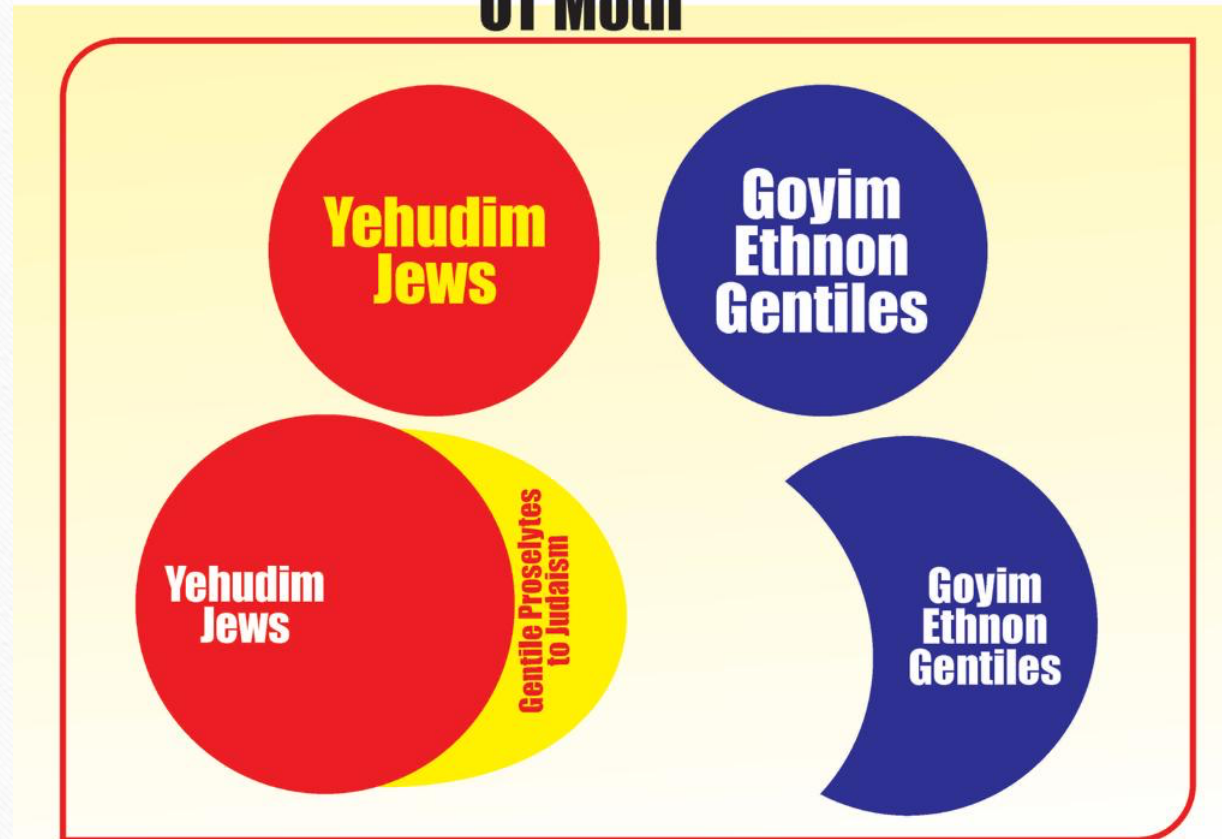 Yehudim
Jews
Goyim
Ethnon
Gentiles
Yehudim
Jews
Gentile Proselytes
to Judaism
Goyim
Ethnon
Gentiles